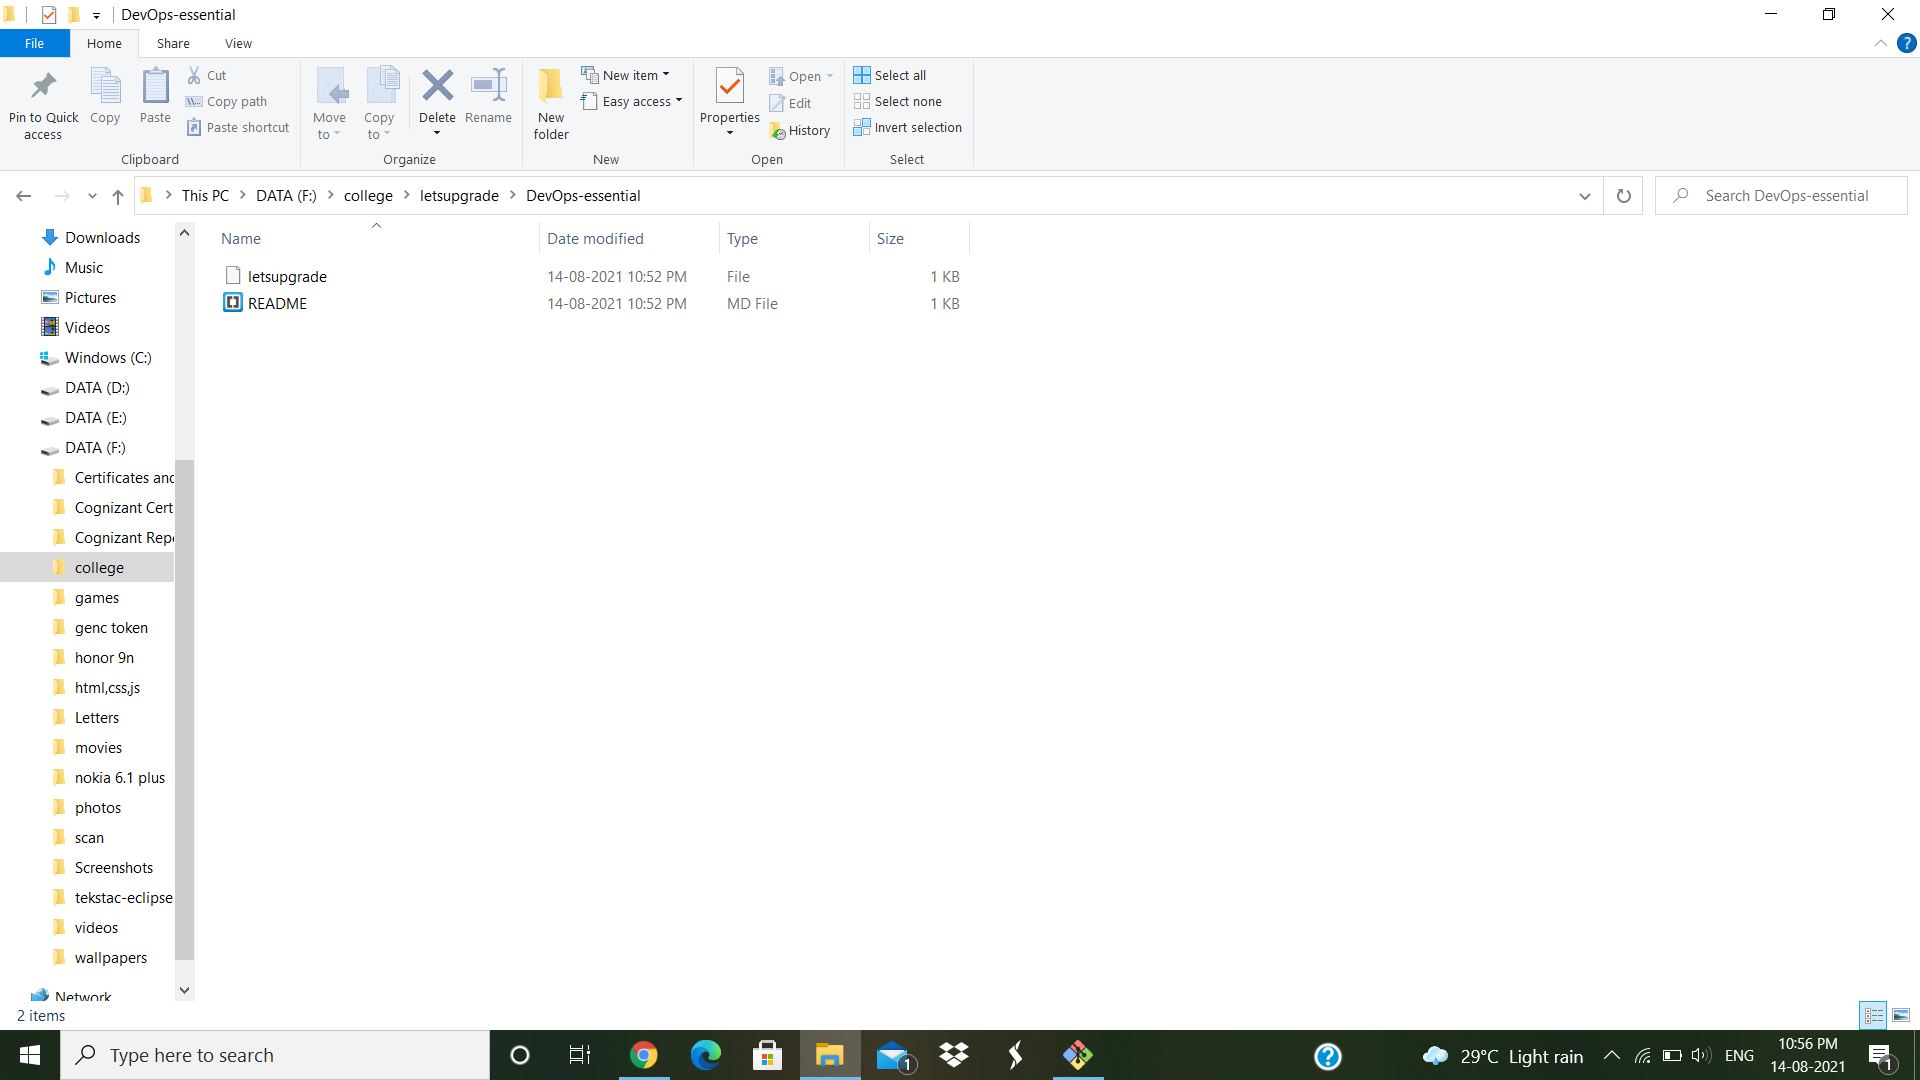 DevOps-essential
File Home Share View
Pin to Quick access
Copy
Paste
Cut
Copy path
Paste shortcut
Clipboard
Move to
Copy to
Delete
Rename
Organize
New folder
New item
Easy access
New
Properties
Open
Edit
History
Open
Select all
Select none
Invert selection
Select
This PC DATA (F:) college letsupgrade DevOps-essential
Search DevOps-essential
Name Date modified Type Size
letsupgrade 14-08-2021 10:52 PM File 1 KB
README 14-08-2021 10:52 PM MD File 1 KB
Downloads
Music
Pictures
Videos
Windows (C:)
DATA (D:)
DATA (E:)
DATA (F:)
Certificates and
Cognizant Cert
Cognizant Rep
college
games
genc token
honor 9n
html,css,js
Letters
movies
nokia 6.1 plus
photos
scan
Screenshots
tekstac-eclipse
videos
wallpapers
Network
2 items
Type here to search
1
29°C Light rain
ENG
10:56 PM
14-08-2021
1